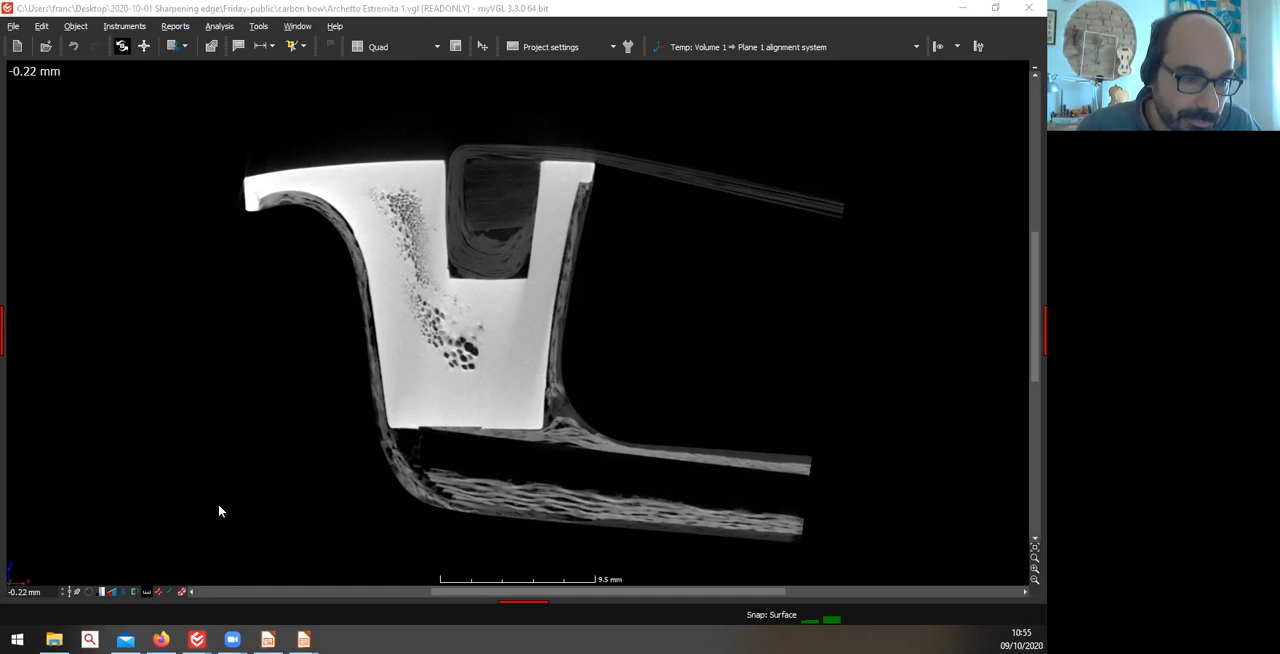 C:\Users\franc\Desktop\2020-10-01 Sharpening edge\Friday-public\carbon bow\Archetto Estremita 1.vgl [READONLY] - myVGL 3.3.0 64 bit
File Edit Object Instruments Reports Analysis Tools Window Help
Quad Project settings Temp: Volume 1 ➡ Plane 1 alignment system
-0.22 mm
9.5 mm
-0.22 mm
Snap: Surface
10:55
09/10/2020